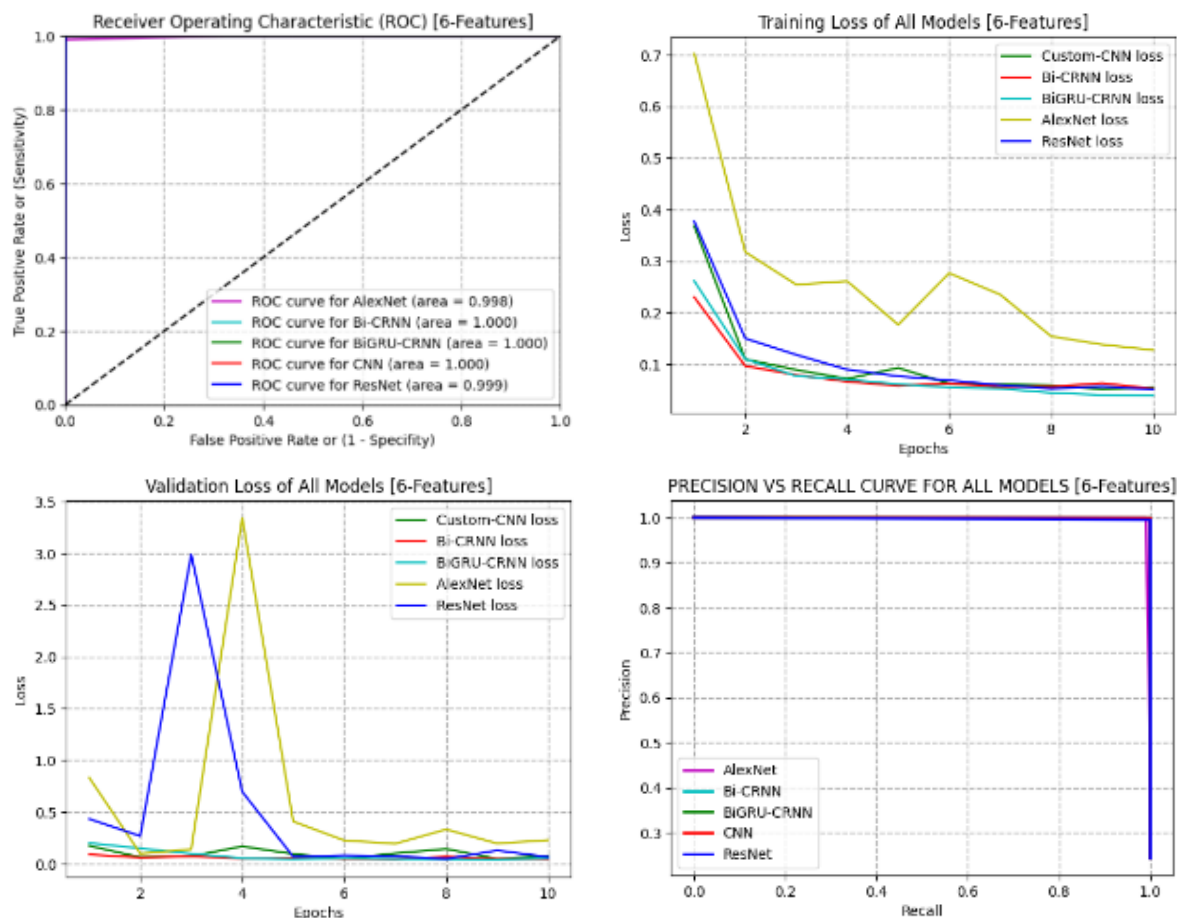 Receiver Operating Characteristic (ROC) [6-Features]
1.0
0.8
0.6
0.4
0.2
0.0
True Positive Rate or (Sensitivity)
ROC curve for AlexNet (area = 0.998)
ROC curve for Bi-CRNN (area = 1.000)
ROC curve for BiGRU-CRNN (area = 1.000)
ROC curve for CNN (area = 1.000)
ROC curve for ResNet (area = 0.999)
0.0 0.2 0.4 0.6 0.8 1.0
False Positive Rate or (1 - Specifity)
Training Loss of All Models [6-Features]
0.7
0.6
0.5
0.4
0.3
0.2
0.1
Loss
Custom-CNN loss
Bi-CRNN loss
BiGRU-CRNN loss
AlexNet loss
ResNet loss
2 4 6 8 10
Epochs
Validation Loss of All Models [6-Features]
3.5
3.0
2.5
2.0
1.5
1.0
0.5
0.0
Loss
Custom-CNN loss
Bi-CRNN loss
BiGRU-CRNN loss
AlexNet loss
ResNet loss
2 4 6 8 10
Epochs
PRECISION VS RECALL CURVE FOR ALL MODELS [6-Features]
1.0
0.9
0.8
0.7
0.6
0.5
0.4
0.3
Precision
AlexNet
Bi-CRNN
BiGRU-CRNN
CNN
ResNet
0.0 0.2 0.4 0.6 0.8 1.0
Recall